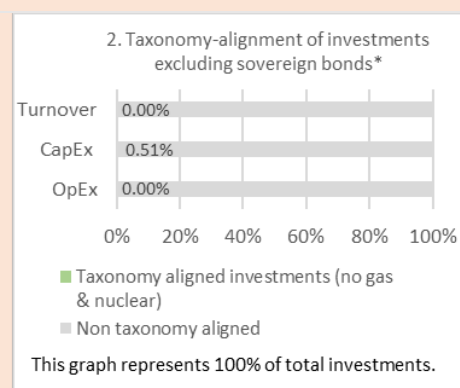 2. Taxonomy-alignment of investments
excluding sovereign bonds*
Turnover 0.00%
CapEx 0.51%
OpEx 0.00%
0% 20% 40% 60% 80% 100%
Taxonomy aligned investments (no gas
& nuclear)
Non taxonomy aligned
This graph represents 100% of total investments.